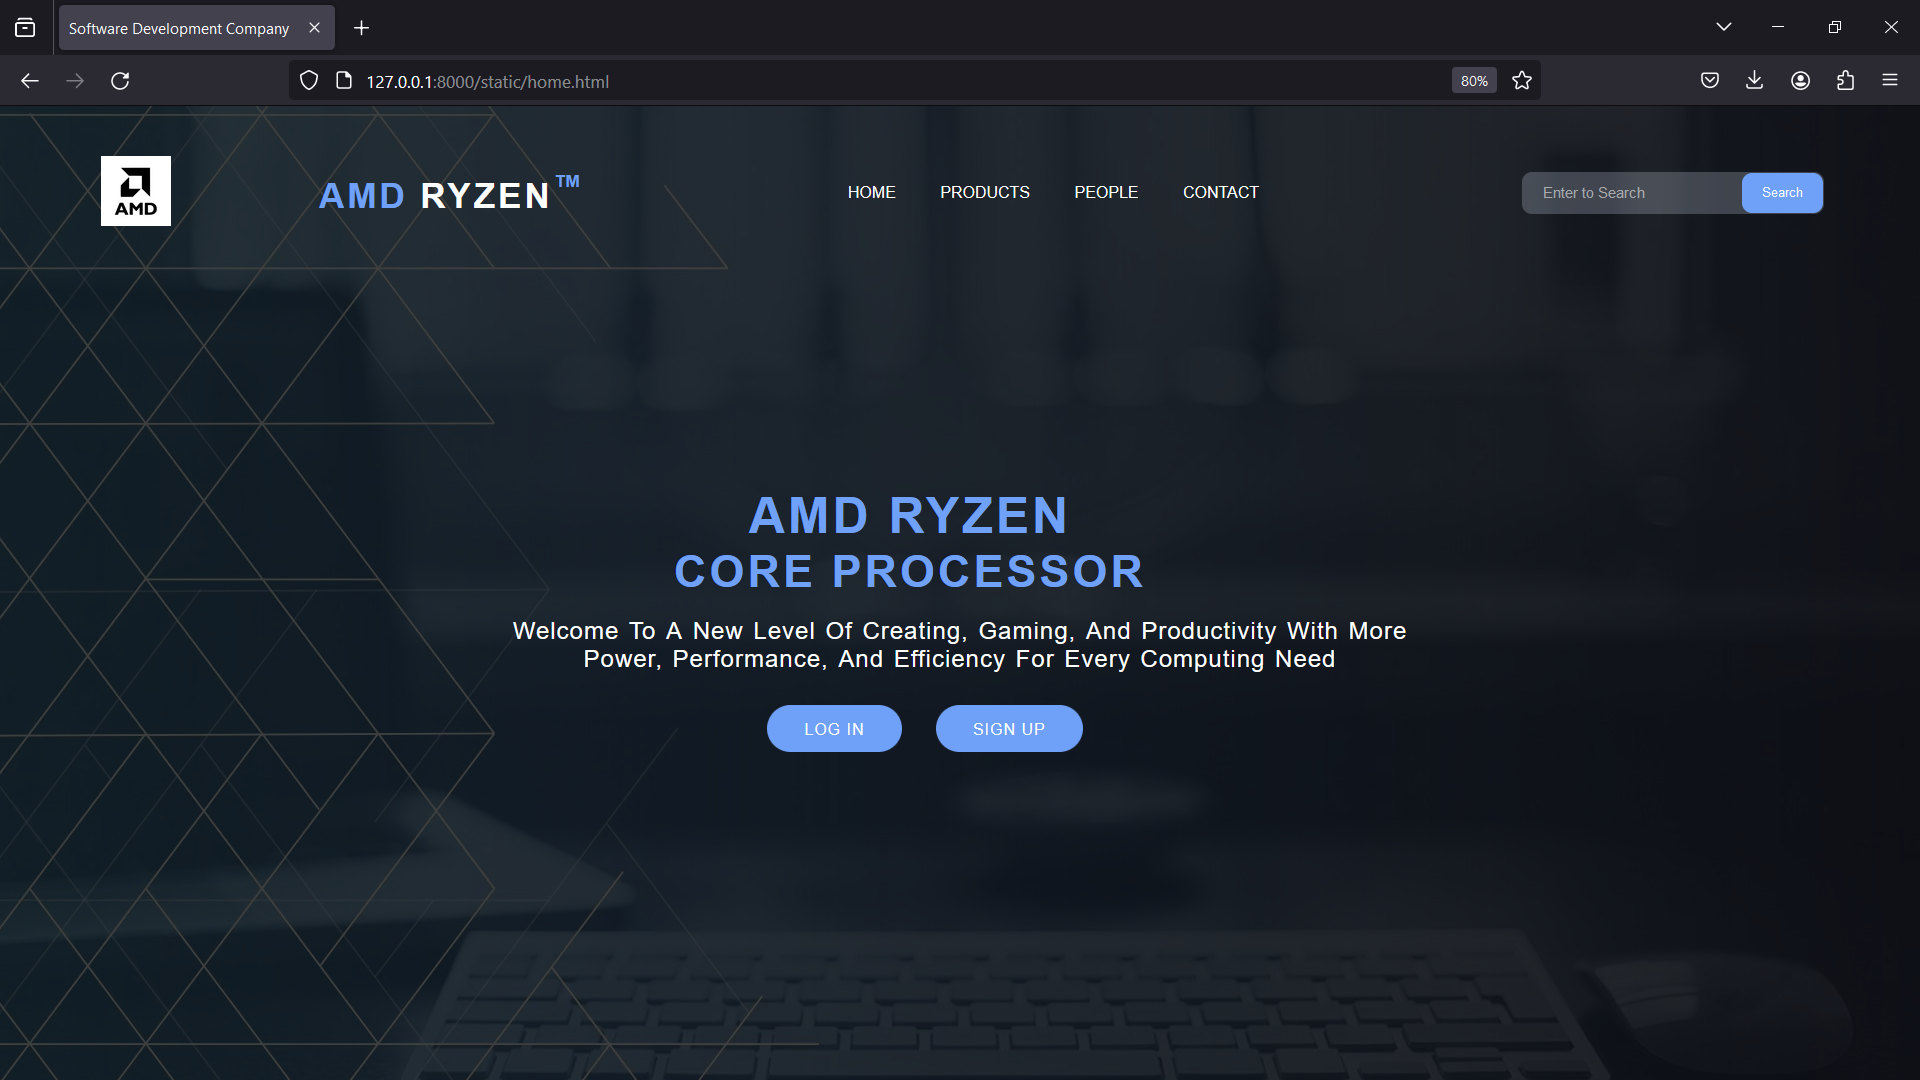 Software Development Company
127.0.0.1:8000/static/home.html
80%
AMD
AMD RYZEN™
HOME
PRODUCTS
PEOPLE
CONTACT
Enter to Search
Search
AMD RYZEN
CORE PROCESSOR
Welcome To A New Level Of Creating, Gaming, And Productivity With More
Power, Performance, And Efficiency For Every Computing Need
LOG IN
SIGN UP